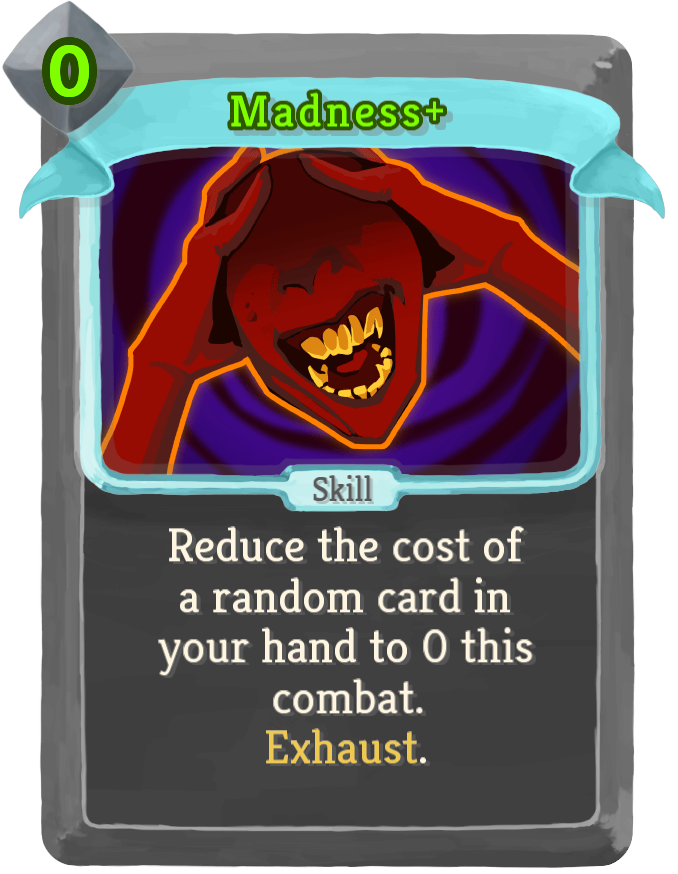 0
Madness+
Skill
Reduce the cost of
a random card in
your hand to 0 this
combat.
Exhaust.